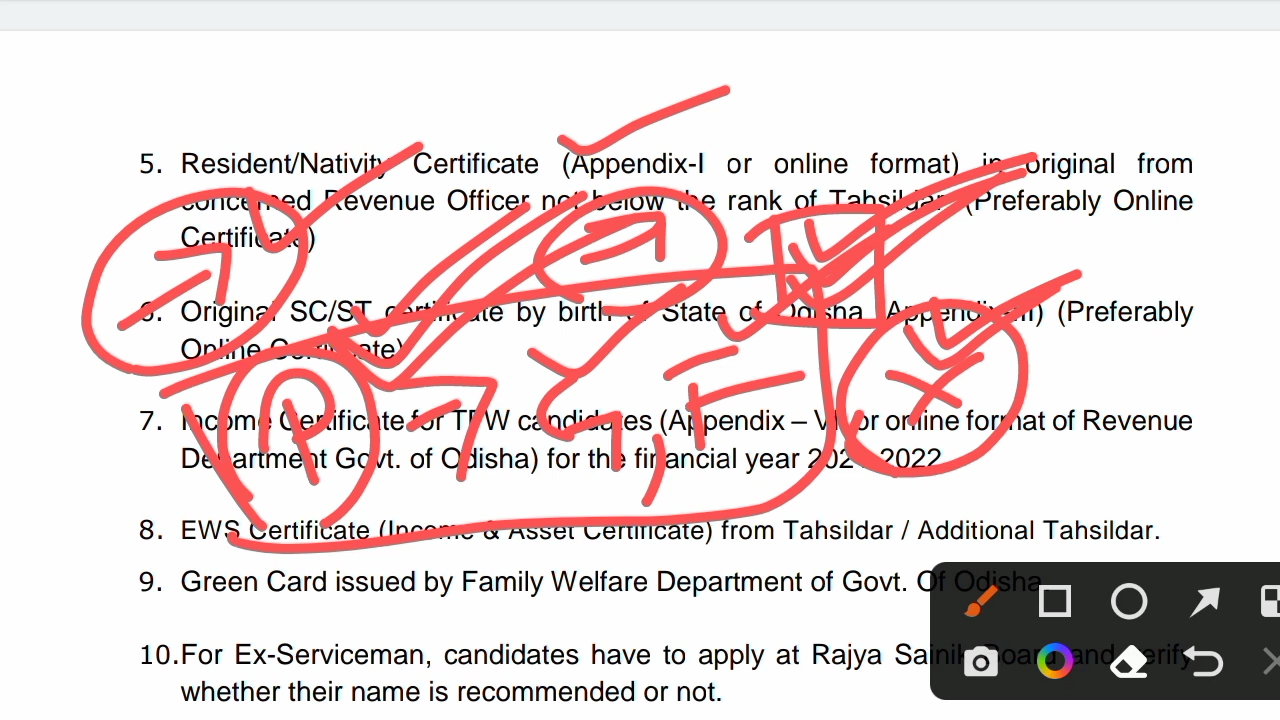 5. Resident/Nativity Certificate (Appendix-I or online format) in original from
concerned Revenue Officer not below the rank of Tahsildar. (Preferably Online
Certificate)
6. Original SC/ST certificate by birth of State of Odisha (Appendix-II) (Preferably
Online Certificate)
7. Income Certificate for TFW candidates (Appendix – VI or online format of Revenue
Department Govt. of Odisha) for the financial year 2021-2022
8. EWS Certificate (Income & Asset Certificate) from Tahsildar / Additional Tahsildar.
9. Green Card issued by Family Welfare Department of Govt. Of Odisha
10.For Ex-Serviceman, candidates have to apply at Rajya Sainik Board and verify
whether their name is recommended or not.